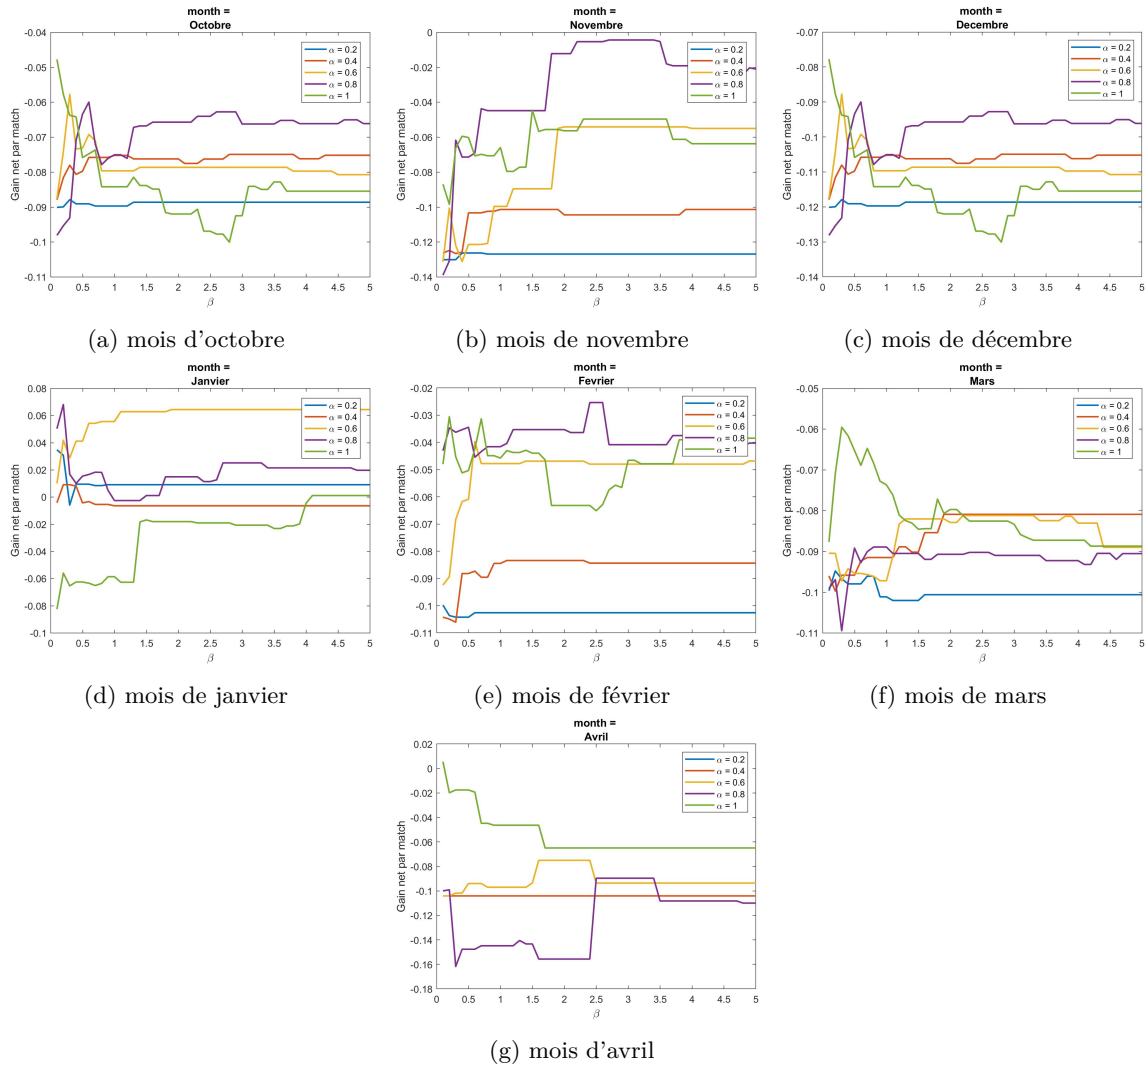 month =
Octobre
-0.04
-0.05
-0.06
-0.07
-0.08
-0.09
-0.1
-0.11
Gain net par match
0 0.5 1 1.5 2 2.5 3 3.5 4 4.5 5
β
α = 0.2
α = 0.4
α = 0.6
α = 0.8
α = 1
(a) mois d'octobre
month =
Novembre
0
-0.02
-0.04
-0.06
-0.08
-0.1
-0.12
-0.14
Gain net par match
0 0.5 1 1.5 2 2.5 3 3.5 4 4.5 5
β
α = 0.2
α = 0.4
α = 0.6
α = 0.8
α = 1
(b) mois de novembre
month =
Decembre
-0.07
-0.08
-0.09
-0.1
-0.11
-0.12
-0.13
-0.14
Gain net par match
0 0.5 1 1.5 2 2.5 3 3.5 4 4.5 5
β
α = 0.2
α = 0.4
α = 0.6
α = 0.8
α = 1
(c) mois de décembre
month =
Janvier
0.08
0.06
0.04
0.02
0
-0.02
-0.04
-0.06
-0.08
-0.1
Gain net par match
0 0.5 1 1.5 2 2.5 3 3.5 4 4.5 5
β
α = 0.2
α = 0.4
α = 0.6
α = 0.8
α = 1
(d) mois de janvier
month =
Fevrier
-0.02
-0.03
-0.04
-0.05
-0.06
-0.07
-0.08
-0.09
-0.1
-0.11
Gain net par match
0 0.5 1 1.5 2 2.5 3 3.5 4 4.5 5
β
α = 0.2
α = 0.4
α = 0.6
α = 0.8
α = 1
(e) mois de février
month =
Mars
-0.05
-0.06
-0.07
-0.08
-0.09
-0.1
-0.11
Gain net par match
0 0.5 1 1.5 2 2.5 3 3.5 4 4.5 5
β
α = 0.2
α = 0.4
α = 0.6
α = 0.8
α = 1
(f) mois de mars
month =
Avril
0.02
0
-0.02
-0.04
-0.06
-0.08
-0.1
-0.12
-0.14
-0.16
-0.18
Gain net par match
0 0.5 1 1.5 2 2.5 3 3.5 4 4.5 5
β
α = 0.2
α = 0.4
α = 0.6
α = 0.8
α = 1
(g) mois d'avril